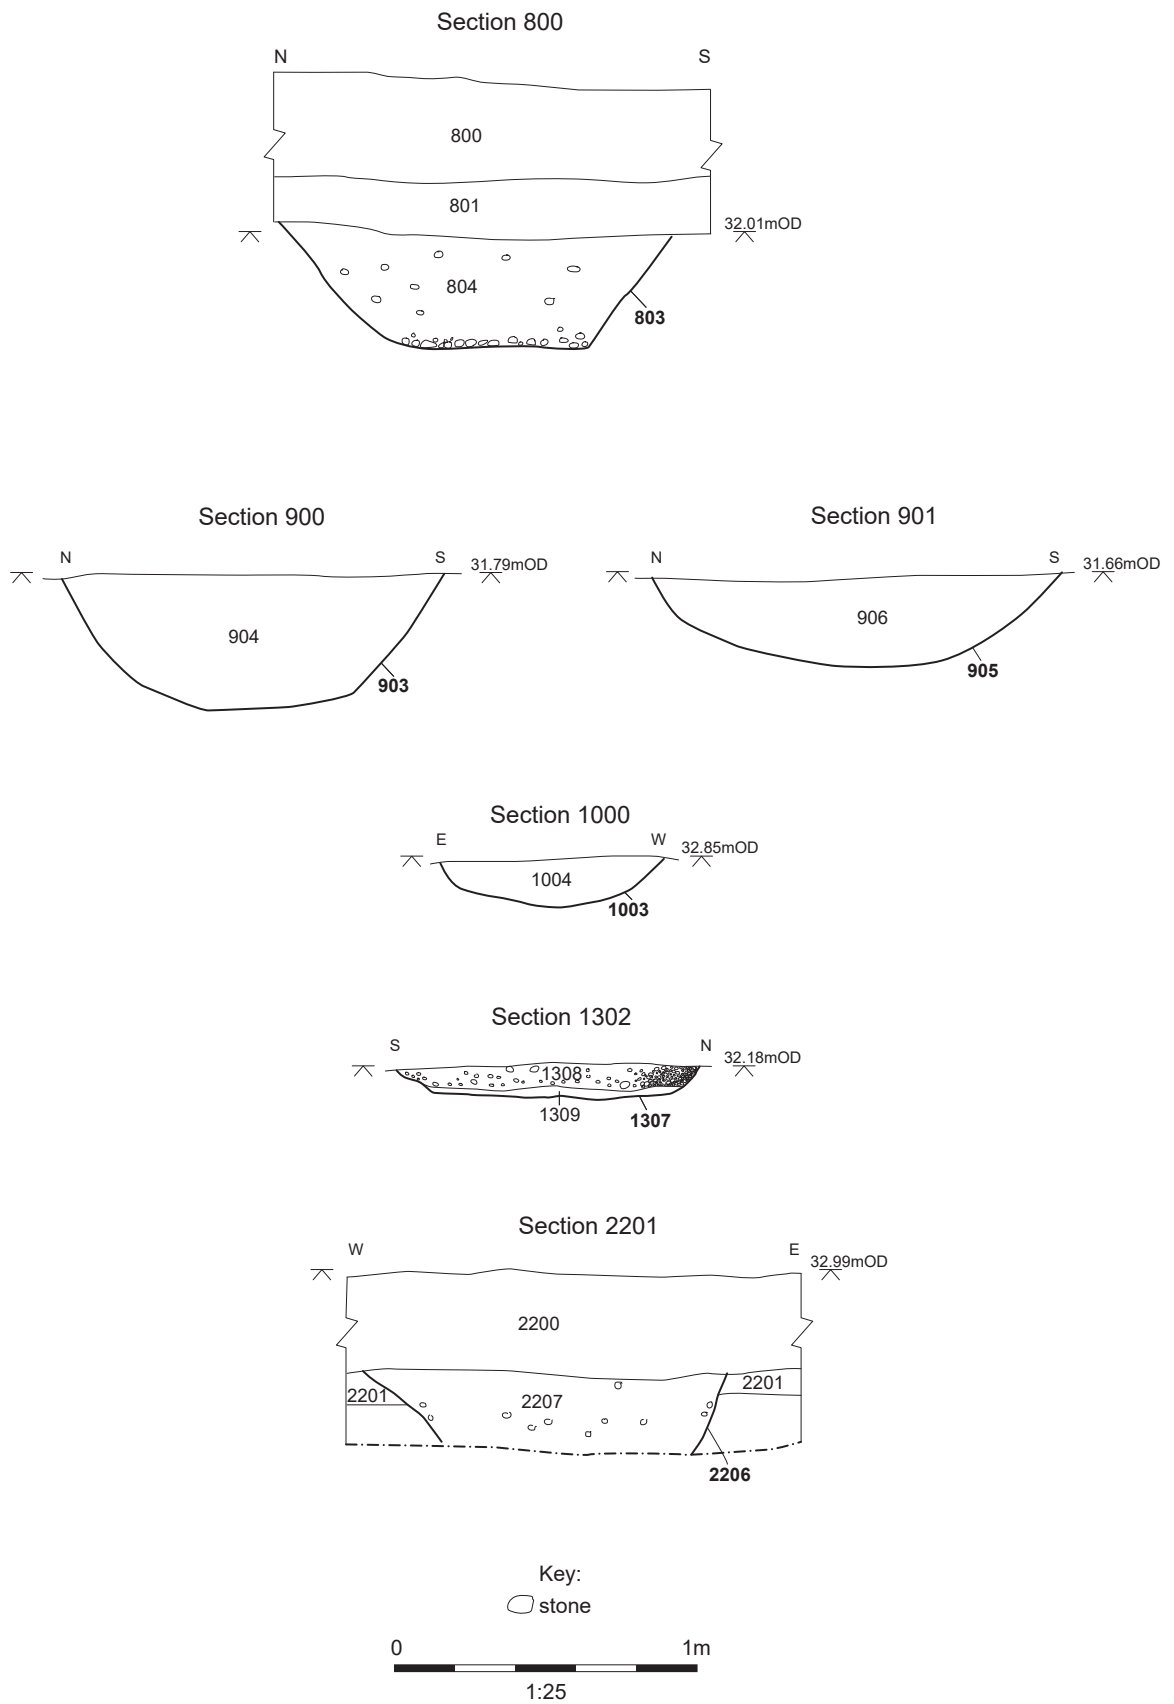 Section 800
N S
800
801
32.01mOD
804
803
Section 900
N S
31.79mOD
904
903
Section 901
N S
31.66mOD
906
905
Section 1000
E W
32.85mOD
1004
1003
Section 1302
S N
32.18mOD
1308
1309
1307
Section 2201
W E
32.99mOD
2200
2201 2207 2201
2206
Key:
stone
0 1m
1:25